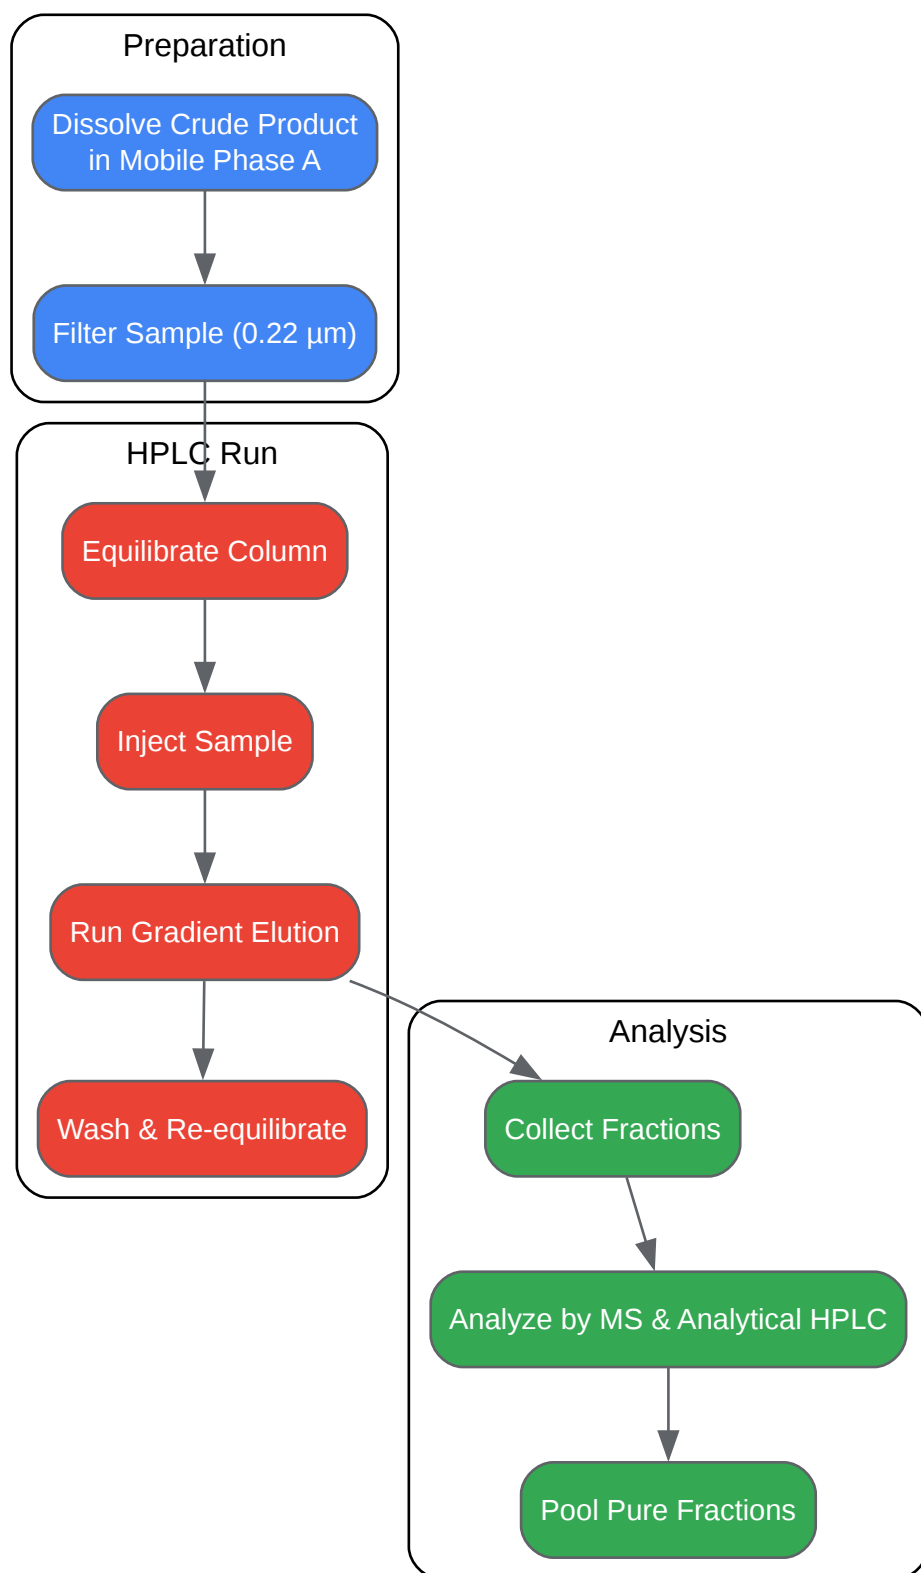 Preparation
Dissolve Crude Product
in Mobile Phase A
Filter Sample (0.22 µm)
HPLC Run
Equilibrate Column
Inject Sample
Run Gradient Elution
Wash & Re-equilibrate
Analysis
Collect Fractions
Analyze by MS & Analytical HPLC
Pool Pure Fractions